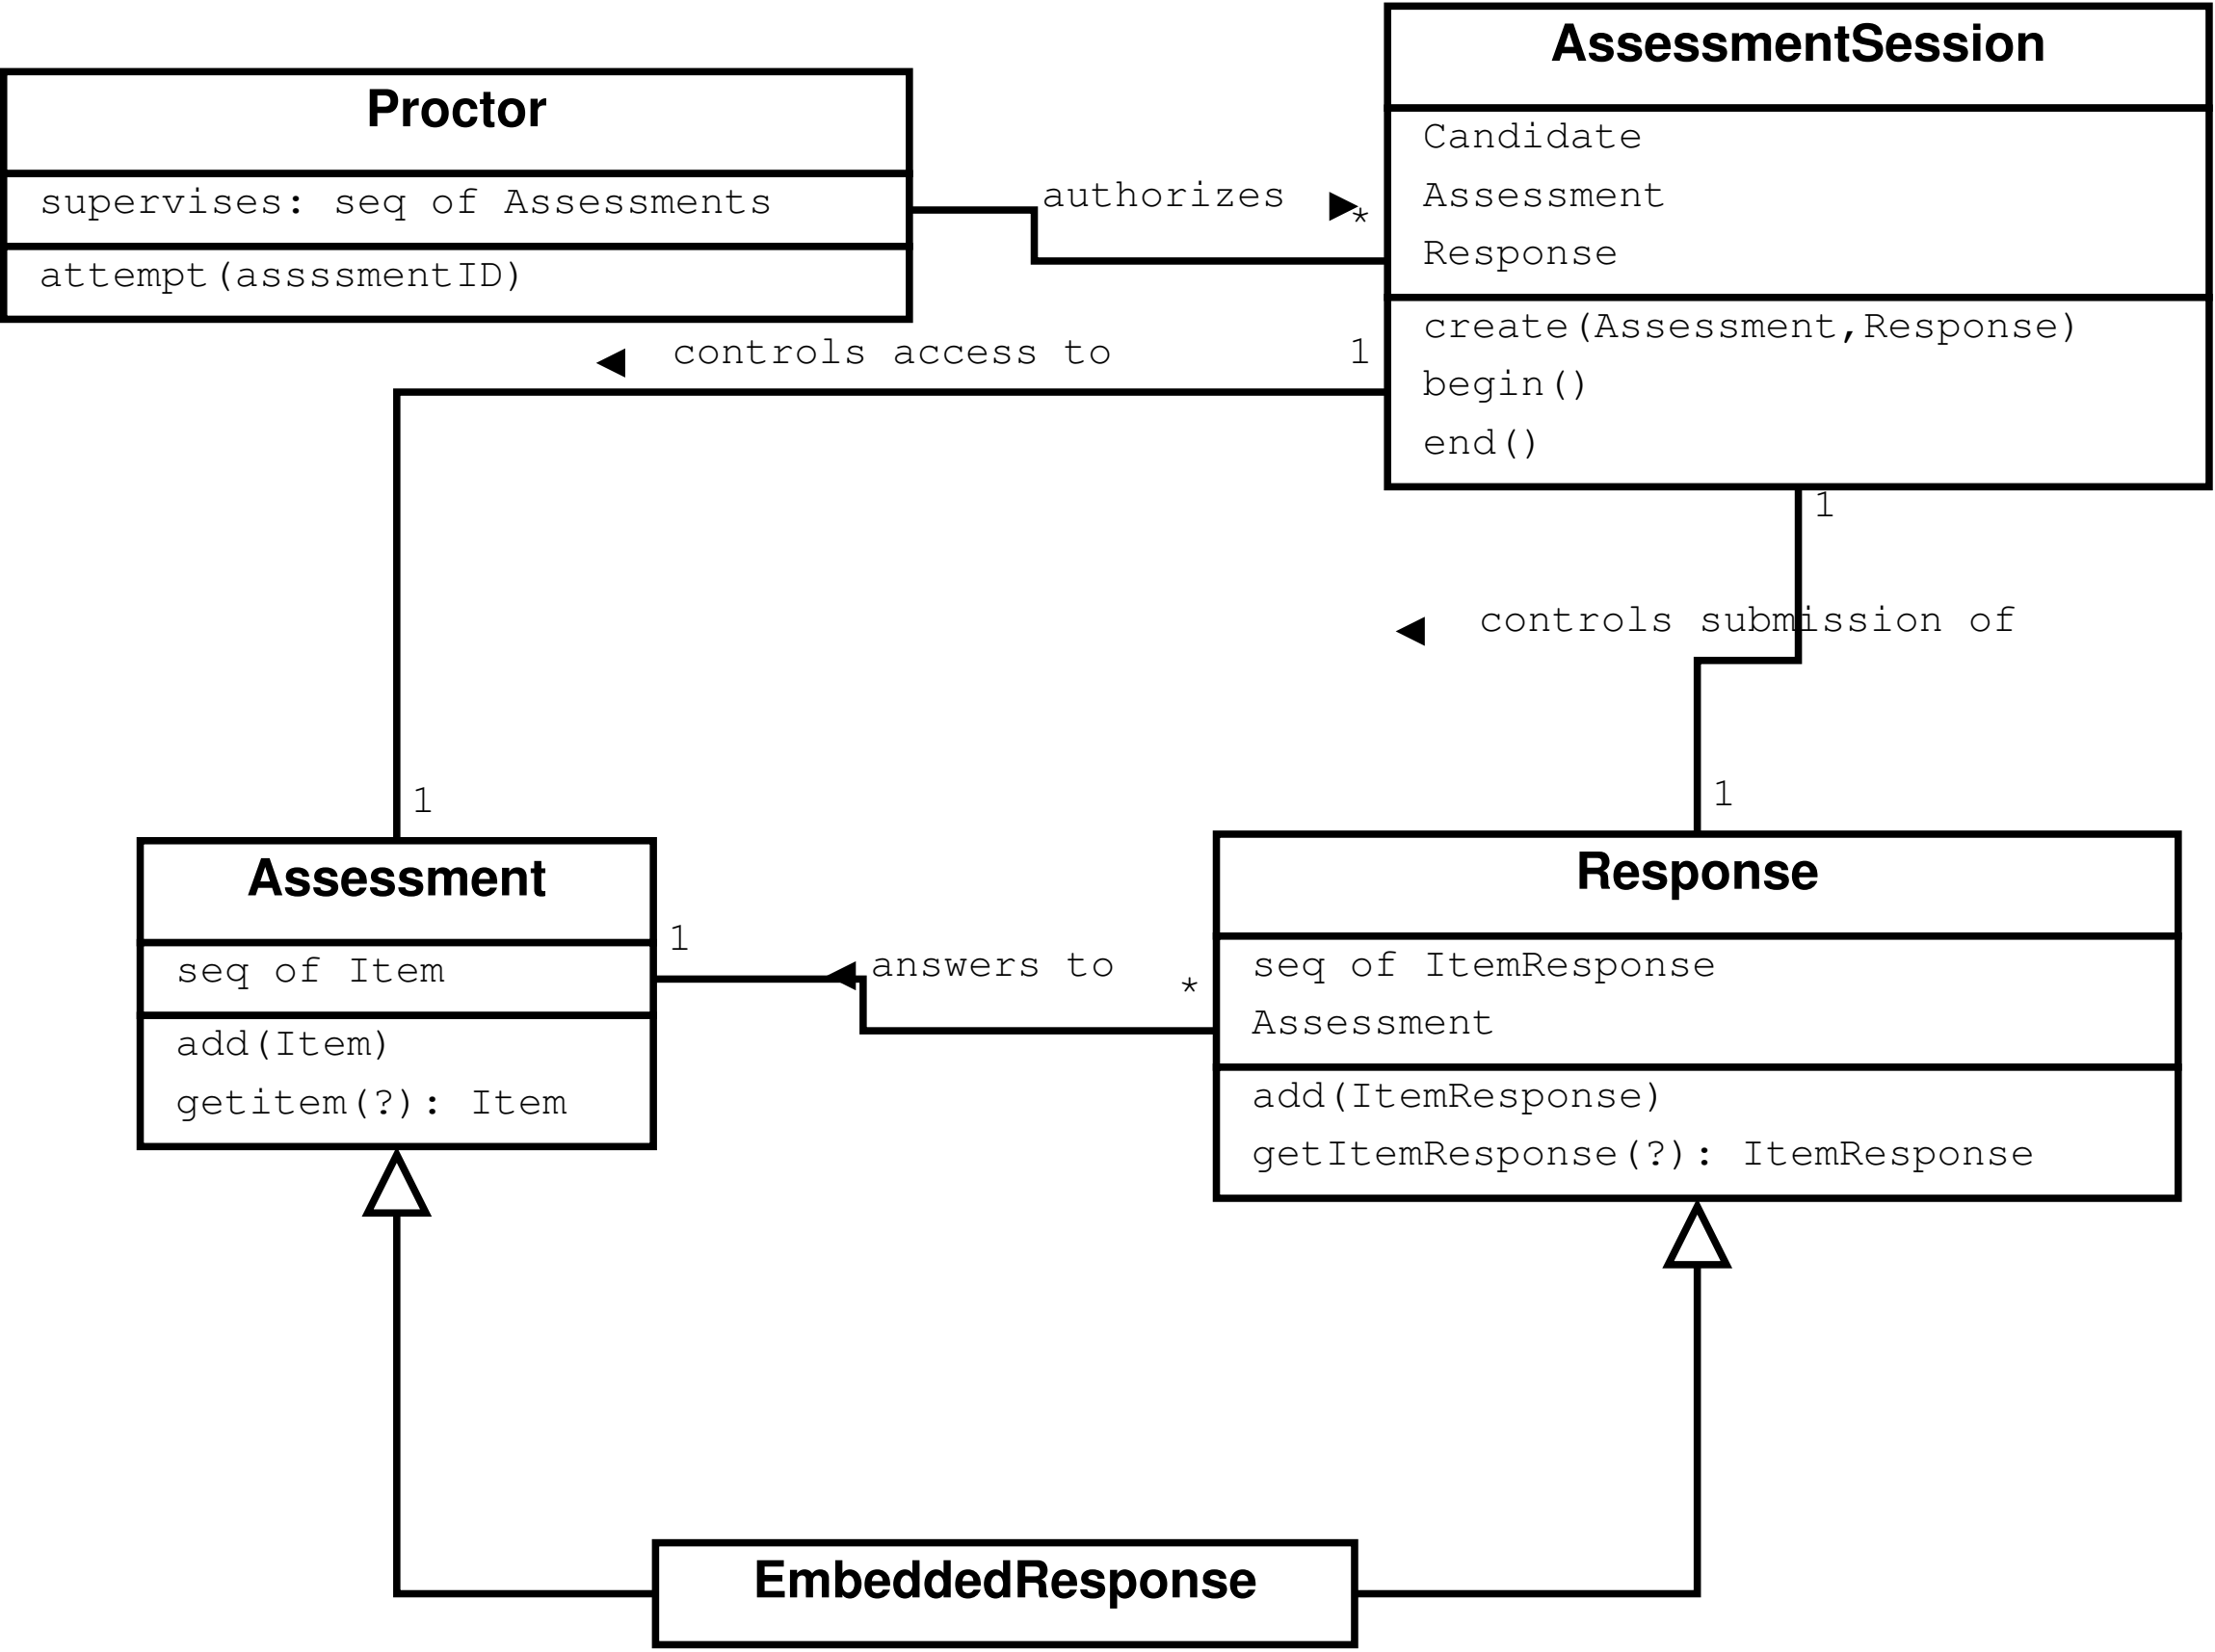 AssessmentSession
Candidate
Assessment
Response
create(Assessment,Response)
begin()
end()
Proctor
supervises: seq of Assessments
attempt(assssmentID)
authorizes ►
*
◄ controls access to
1
1
1
◄ controls submission of
1
Assessment
seq of Item
add(Item)
getitem(?): Item
1
◄ answers to
*
Response
seq of ItemResponse
Assessment
add(ItemResponse)
getItemResponse(?): ItemResponse
EmbeddedResponse